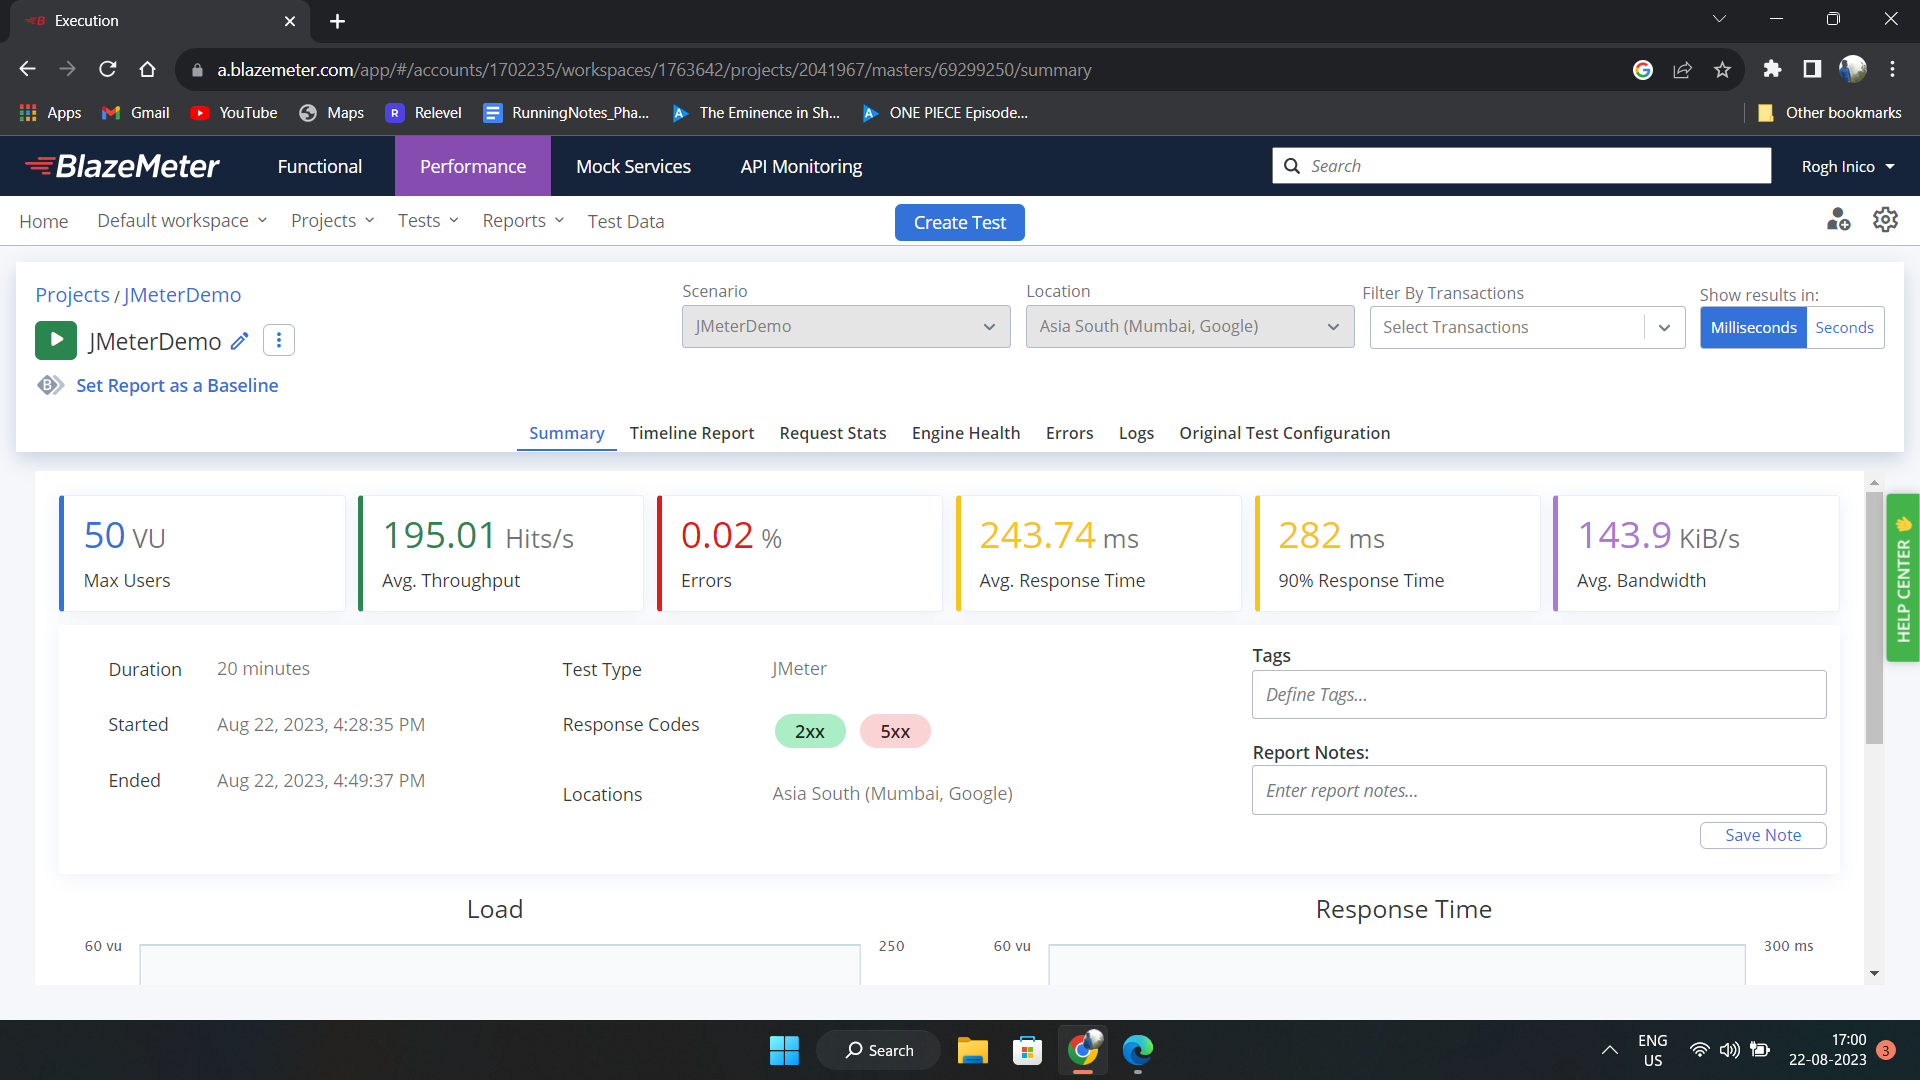 Execution
a.blazemeter.com/app/#/accounts/1702235/workspaces/1763642/projects/2041967/masters/69299250/summary
Apps Gmail YouTube Maps Relevel RunningNotes_Pha... The Eminence in Sh... ONE PIECE Episode... Other bookmarks
BlazeMeter Functional Performance Mock Services API Monitoring Search Rogh Inico
Home Default workspace Projects Tests Reports Test Data Create Test
Projects / JMeterDemo
Scenario Location Filter By Transactions Show results in:
JMeterDemo Asia South (Mumbai, Google) Select Transactions Milliseconds Seconds
JMeterDemo
Set Report as a Baseline
Summary Timeline Report Request Stats Engine Health Errors Logs Original Test Configuration
50 VU 195.01 Hits/s 0.02 % 243.74 ms 282 ms 143.9 KiB/s
Max Users Avg. Throughput Errors Avg. Response Time 90% Response Time Avg. Bandwidth
HELP CENTER
Duration 20 minutes Test Type JMeter Tags
Define Tags...
Started Aug 22, 2023, 4:28:35 PM Response Codes 2xx 5xx
Report Notes:
Ended Aug 22, 2023, 4:49:37 PM Locations Asia South (Mumbai, Google) Enter report notes...
Save Note
Load Response Time
60 vu 250 60 vu 300 ms
Search ENG US 17:00 22-08-2023 3